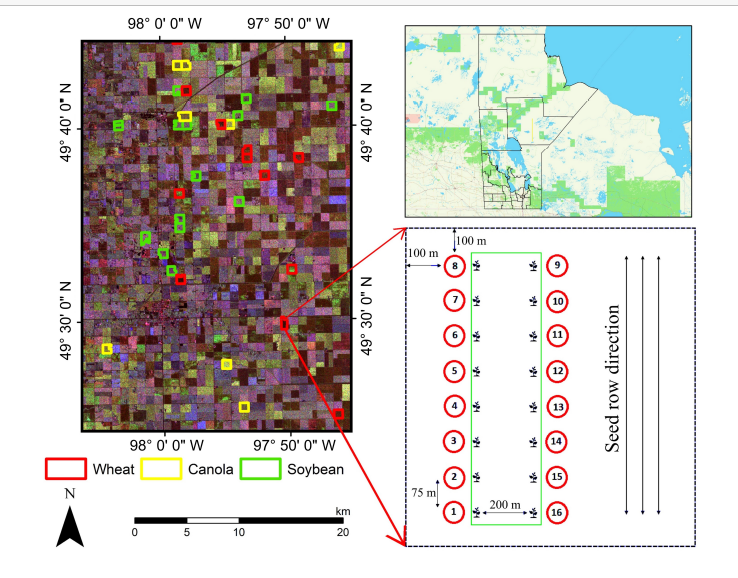 98° 0' 0" W
97° 50' 0" W
49° 40' 0" N
49° 40' 0" N
49° 30' 0" N
49° 30' 0" N
98° 0' 0" W
97° 50' 0" W
Wheat
Canola
Soybean
N
km
0
5
10
20
100 m
100 m
8
9
7
10
6
11
5
12
4
13
3
14
2
15
75 m
200 m
1
16
Seed row direction